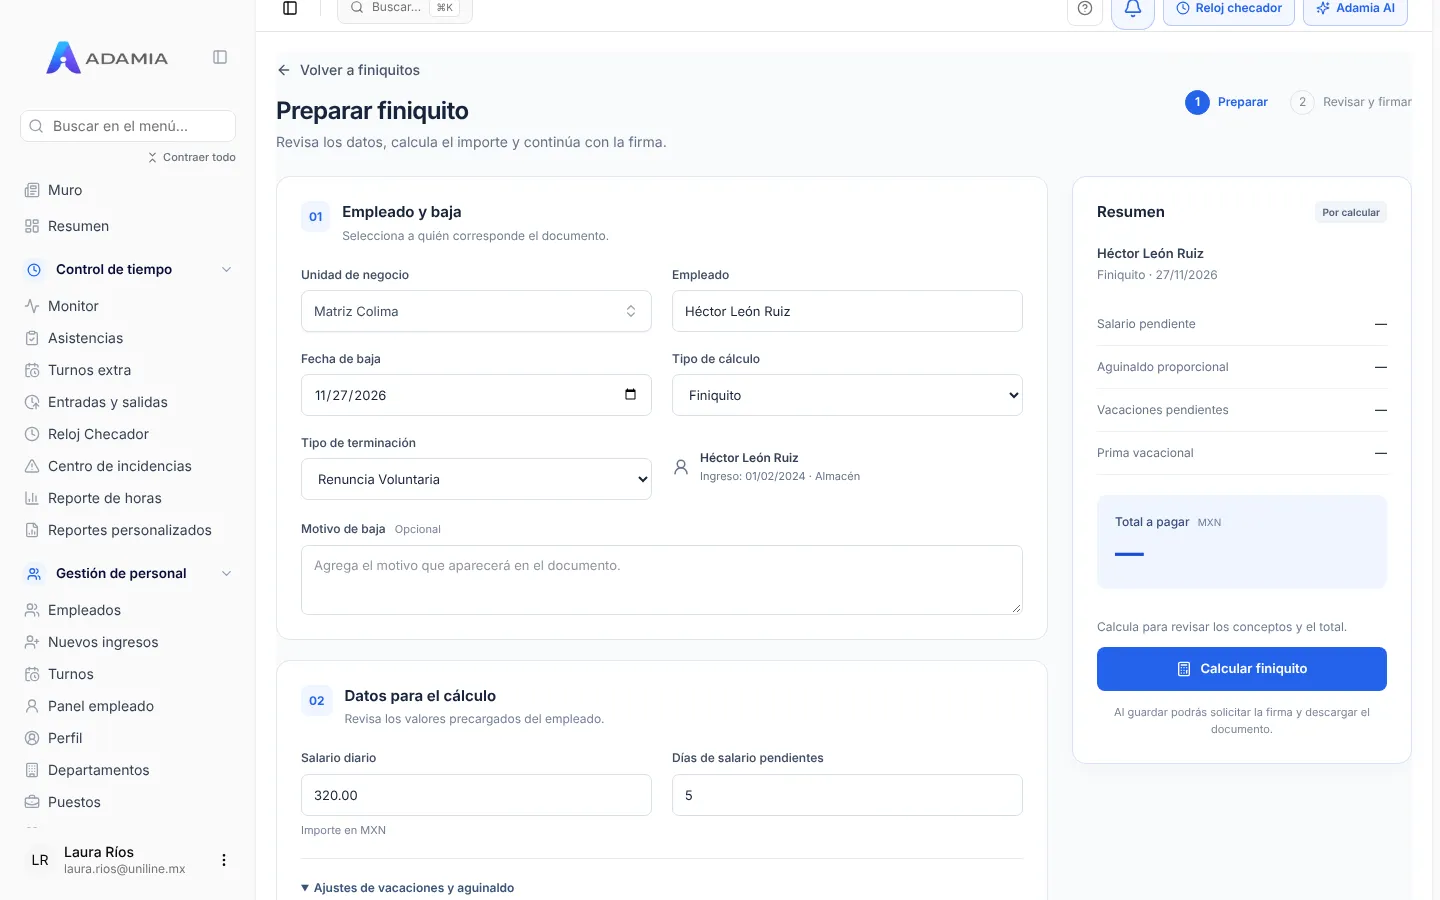 ADAMIA
Buscar en el menú...
Contraer todo
Muro
Resumen
Control de tiempo
Monitor
Asistencias
Turnos extra
Entradas y salidas
Reloj Checador
Centro de incidencias
Reporte de horas
Reportes personalizados
Gestión de personal
Empleados
Nuevos ingresos
Turnos
Panel empleado
Perfil
Departamentos
Puestos
LR
Laura Ríos
laura.rios@uniline.mx
Buscar... ⌘K
Reloj checador
Adamia AI
Volver a finiquitos
Preparar finiquito
Revisa los datos, calcula el importe y continúa con la firma.
1 Preparar
2 Revisar y firmar
01 Empleado y baja
Selecciona a quién corresponde el documento.
Unidad de negocio
Matriz Colima
Empleado
Héctor León Ruiz
Fecha de baja
11/27/2026
Tipo de cálculo
Finiquito
Tipo de terminación
Renuncia Voluntaria
Héctor León Ruiz
Ingreso: 01/02/2024 · Almacén
Motivo de baja Opcional
Agrega el motivo que aparecerá en el documento.
02 Datos para el cálculo
Revisa los valores precargados del empleado.
Salario diario
320.00
Importe en MXN
Días de salario pendientes
5
▼ Ajustes de vacaciones y aguinaldo
Resumen
Por calcular
Héctor León Ruiz
Finiquito · 27/11/2026
Salario pendiente —
Aguinaldo proporcional —
Vacaciones pendientes —
Prima vacacional —
Total a pagar MXN
—
Calcula para revisar los conceptos y el total.
Calcular finiquito
Al guardar podrás solicitar la firma y descargar el
documento.